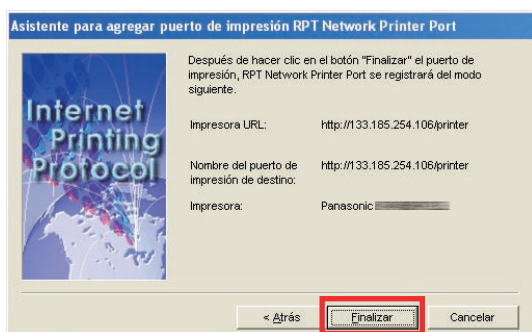 Asistente para agregar puerto de impresión RPT Network Printer Port
Internet
Printing
Protocol
Después de hacer clic en el botón "Finalizar" el puerto de
impresión, RPT Network Printer Port se registrará del modo
siguiente.
Impresora URL: http://133.185.254.106/printer
Nombre del puerto de http://133.185.254.106/printer
impresión de destino:
Impresora: Panasonic
< Atrás Finalizar Cancelar